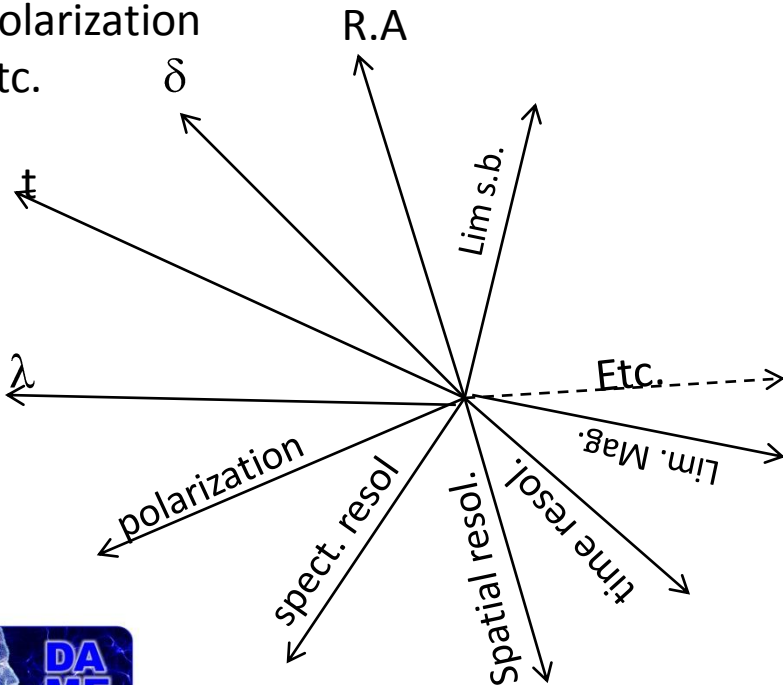 olarization
R.A
tc.
δ
Lim s.b.
t
Etc.
λ
Lim. Mag.
polarization
spect. resol
Spatial resol.
time resol.
DA